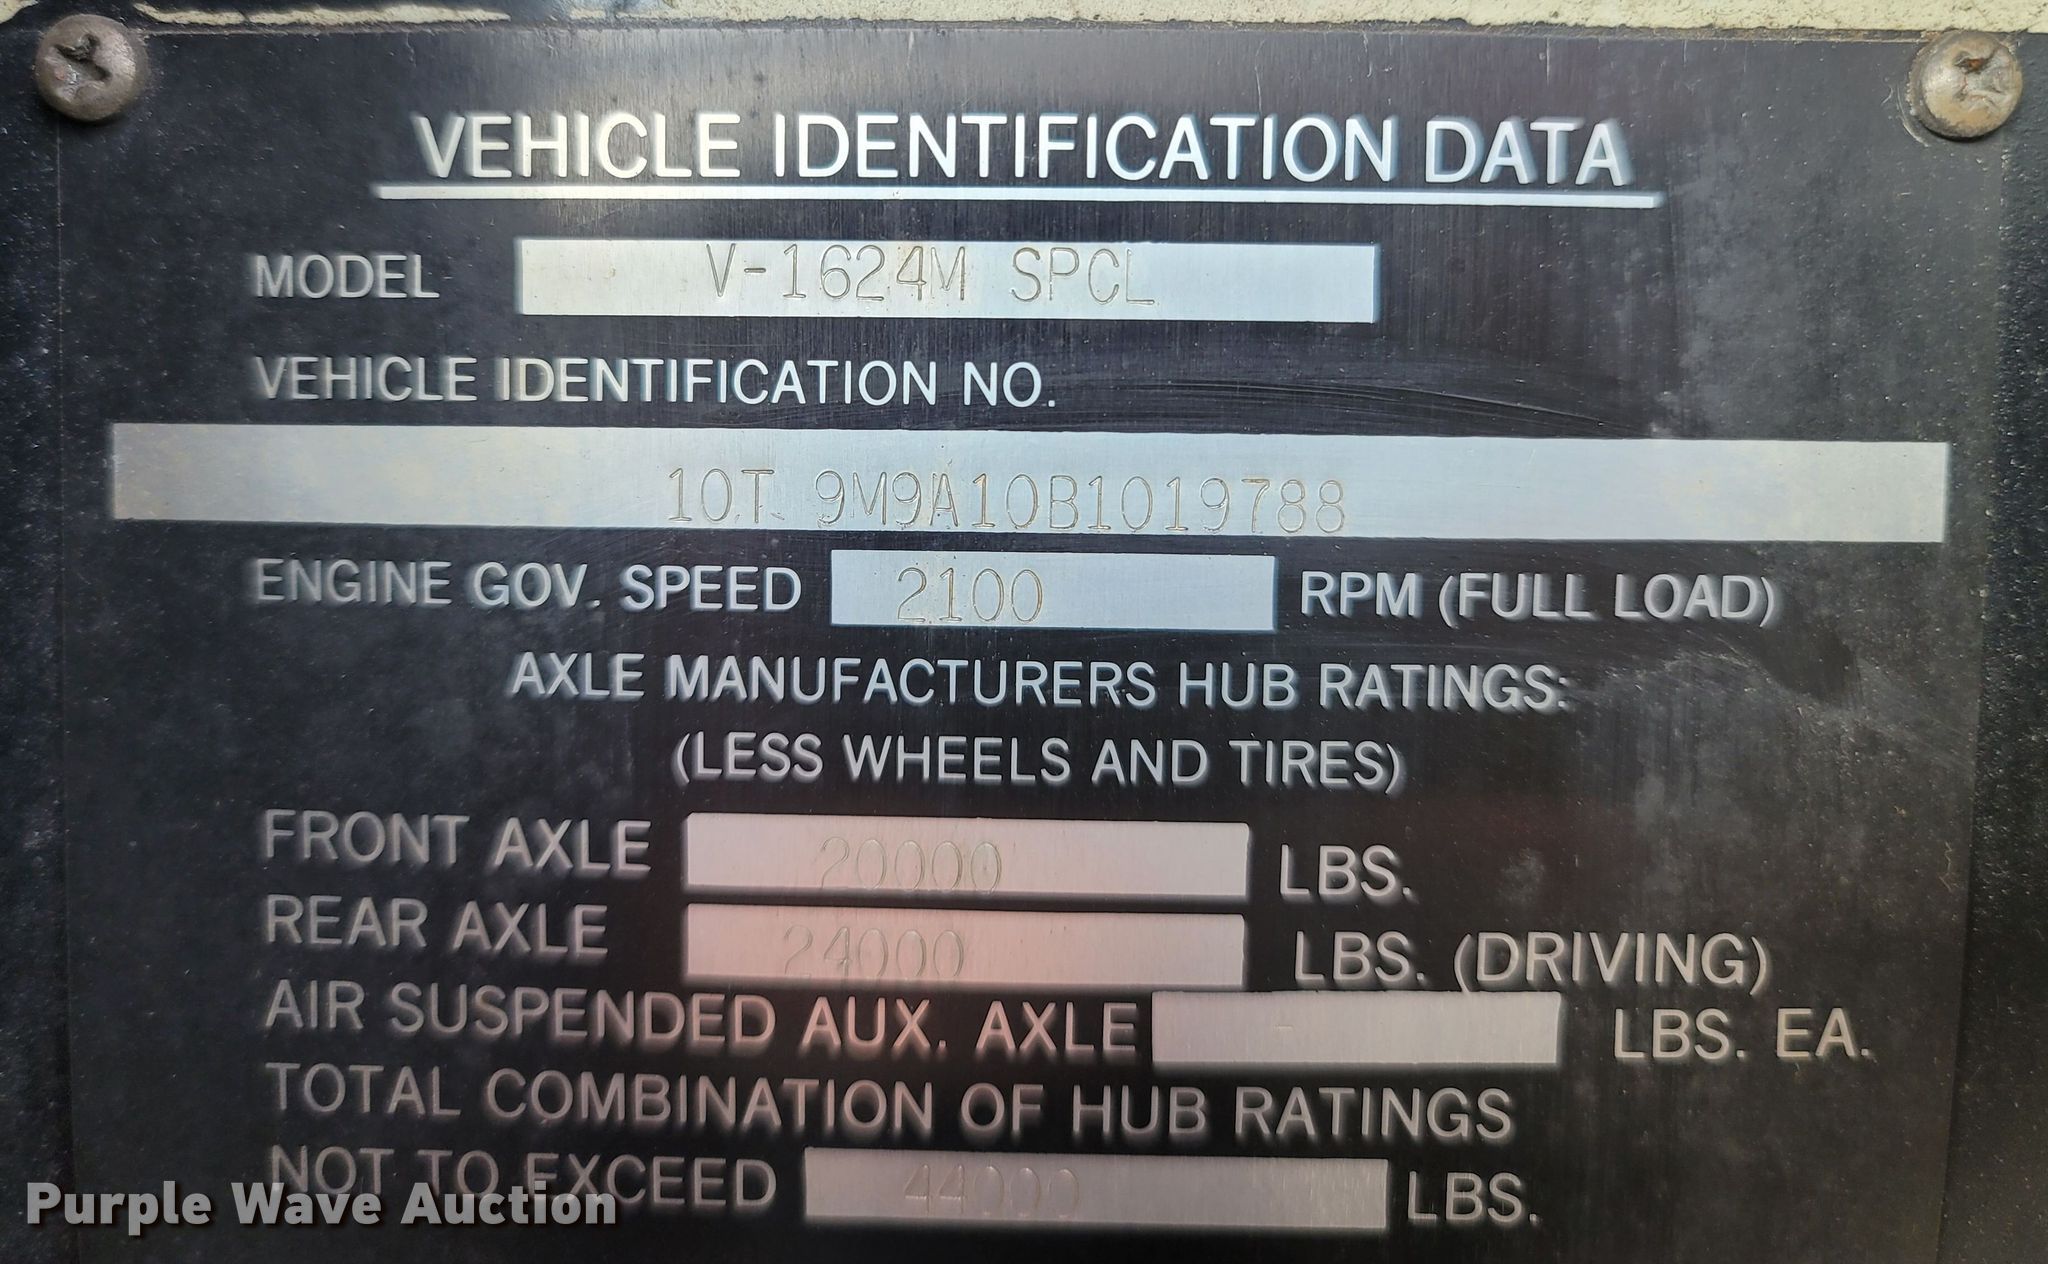 VEHICLE IDENTIFICATION DATA
MODEL V-1624M SPCL
VEHICLE IDENTIFICATION NO.
10T 9M9A10B1019788
ENGINE GOV. SPEED 2100 RPM (FULL LOAD)
AXLE MANUFACTURERS HUB RATINGS:
(LESS WHEELS AND TIRES)
FRONT AXLE 20000 LBS.
REAR AXLE 24000 LBS. (DRIVING)
AIR SUSPENDED AUX. AXLE - LBS. EA.
TOTAL COMBINATION OF HUB RATINGS
NOT TO EXCEED 44000 LBS.
Purple Wave Auction